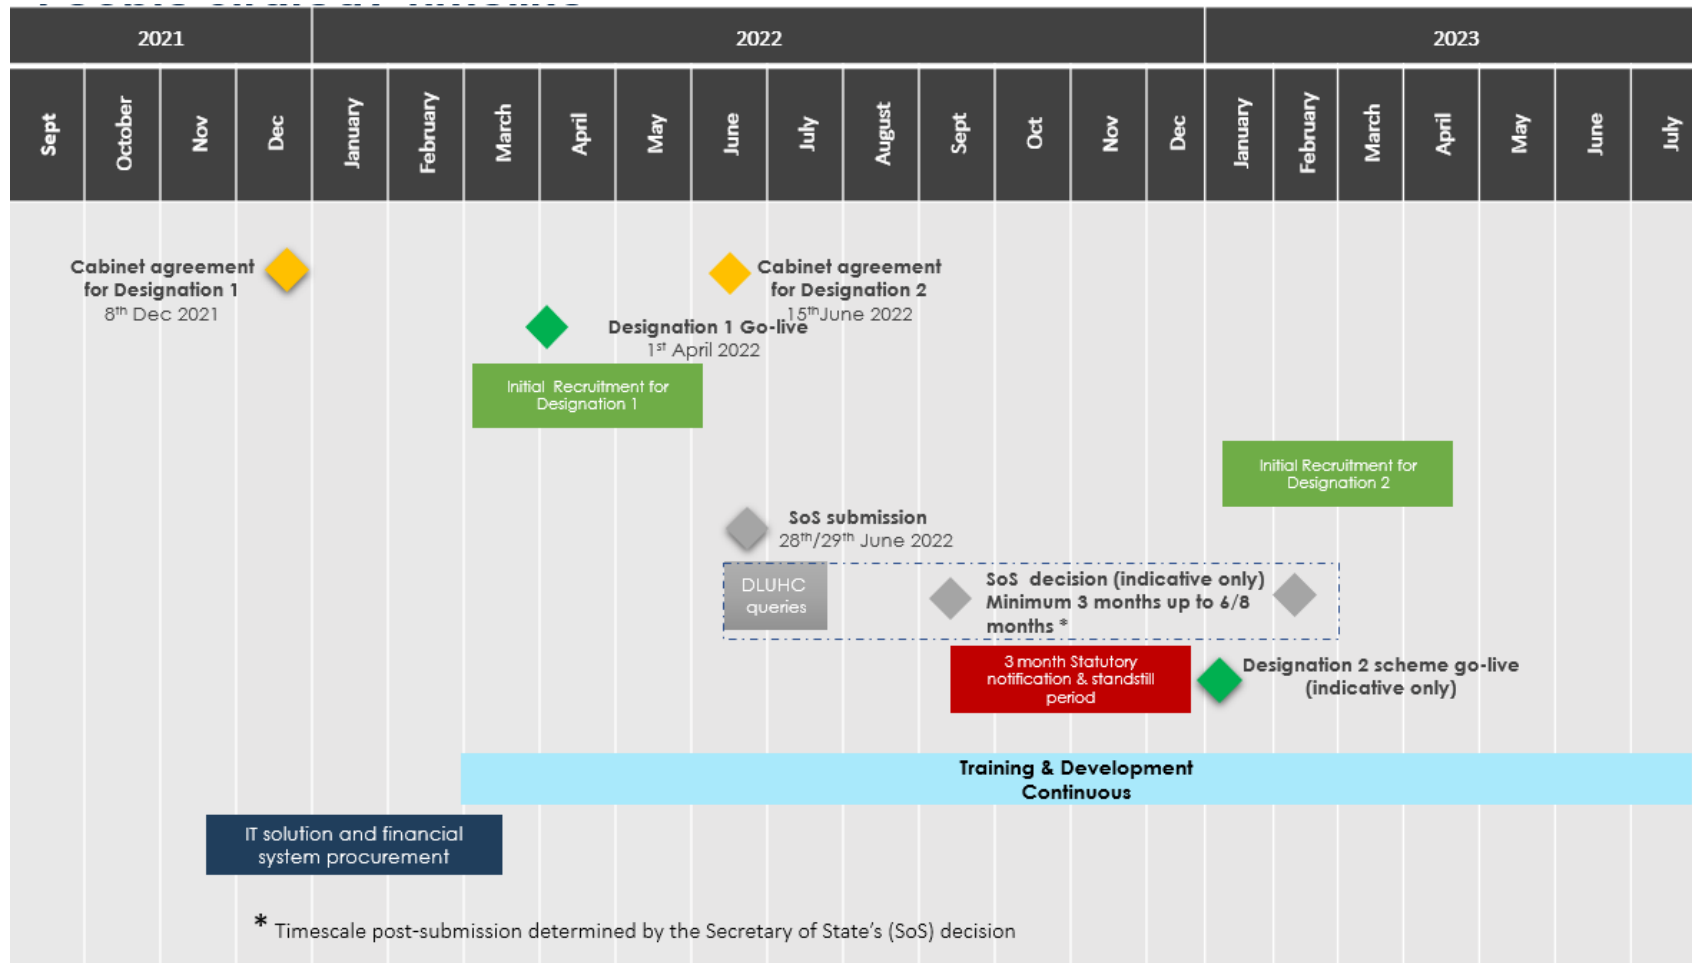 2021 2022 2023
Sept October Nov Dec January February March April May June July August Sept Oct Nov Dec January February March April May June July
Cabinet agreement
for Designation 1
8th Dec 2021
Cabinet agreement
for Designation 2
15thJune 2022
Designation 1 Go-live
1st April 2022
Initial Recruitment for
Designation 1
Initial Recruitment for
Designation 2
SoS submission
28th/29th June 2022
DLUHC
queries
SoS decision (indicative only)
Minimum 3 months up to 6/8
months *
3 month Statutory
notification & standstill
period
Designation 2 scheme go-live
(indicative only)
Training & Development
Continuous
IT solution and financial
system procurement
* Timescale post-submission determined by the Secretary of State's (SoS) decision